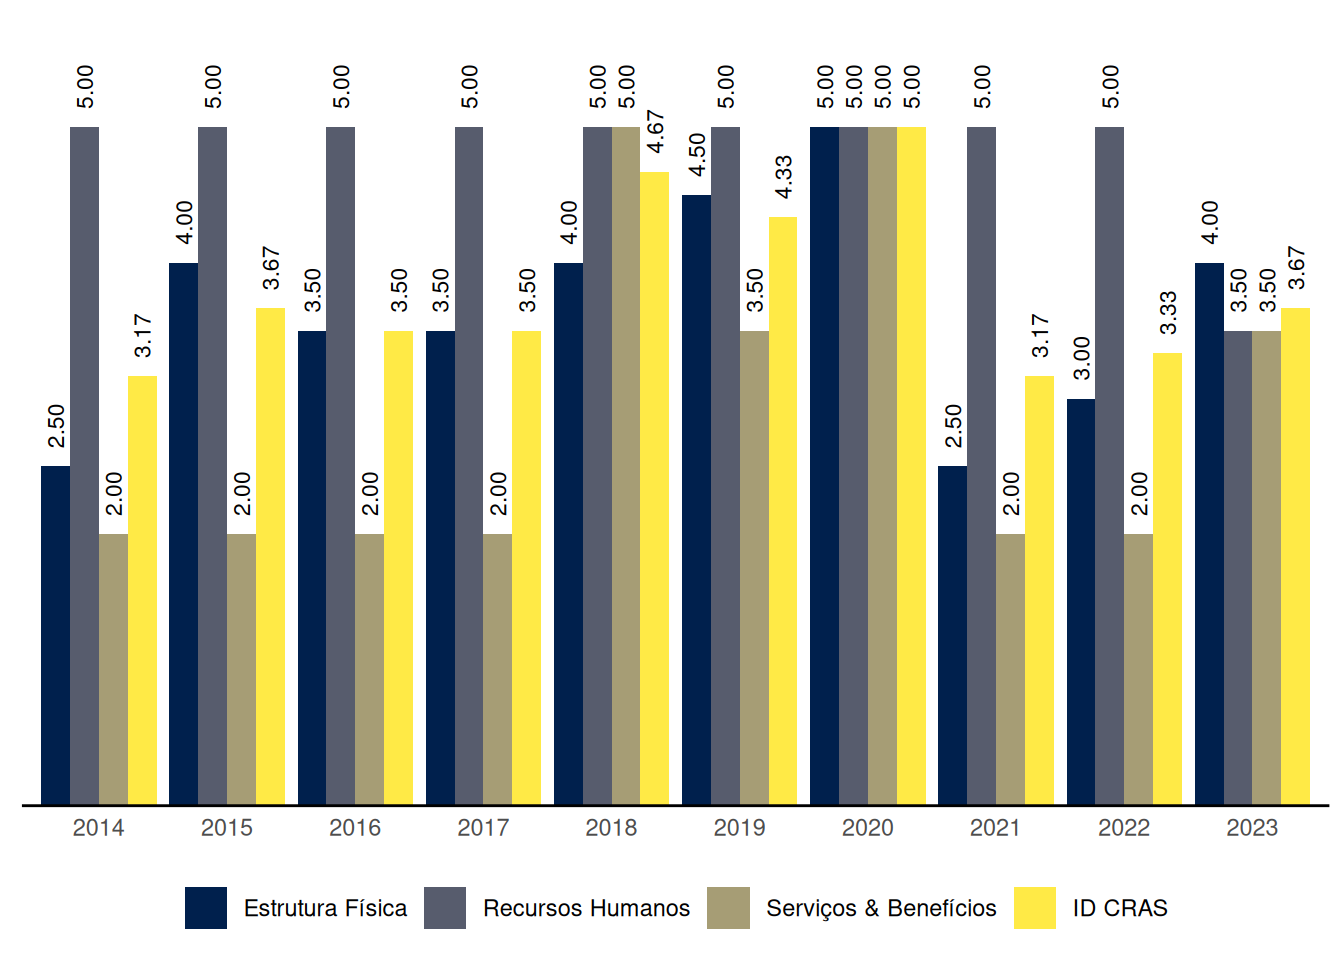 2.50 5.00 2.00 3.17
4.00 5.00 2.00 3.67
3.50 5.00 2.00 3.50
3.50 5.00 2.00 3.50
4.00 5.00 5.00 4.67
4.50 5.00 3.50 4.33
5.00 5.00 5.00 5.00
2.50 5.00 2.00 3.17
3.00 5.00 2.00 3.33
4.00 3.50 3.50 3.67
2014 2015 2016 2017 2018 2019 2020 2021 2022 2023
Estrutura Física Recursos Humanos Serviços & Benefícios ID CRAS